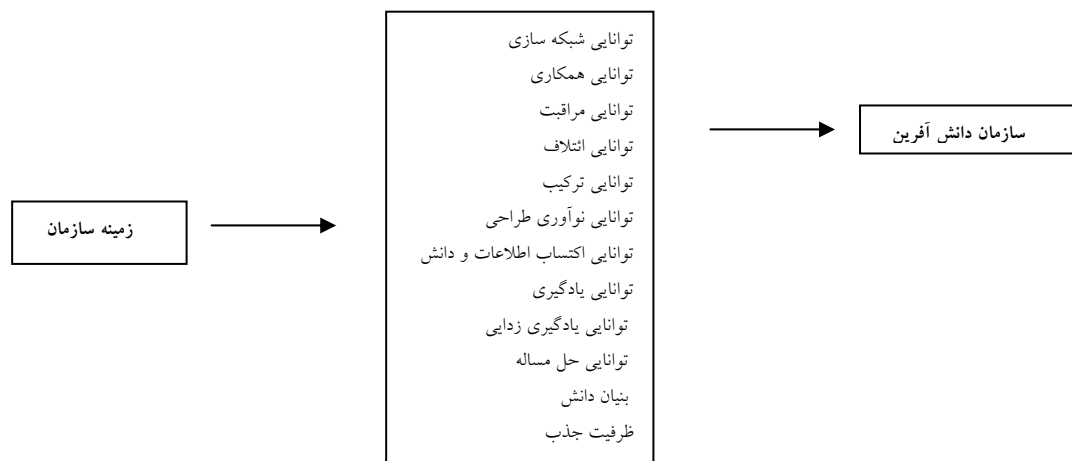 توانایی شبکه سازی
توانایی همکاری
توانایی مراقبت
توانایی ائتلاف
توانایی ترکیب
توانایی نوآوری طراحی
توانایی اکتساب اطلاعات و دانش
توانایی یادگیری
توانایی یادگیری زدایی
توانایی حل مساله
بنیان دانش
ظرفیت جذب
سازمان دانش آفرین
زمینه سازمان